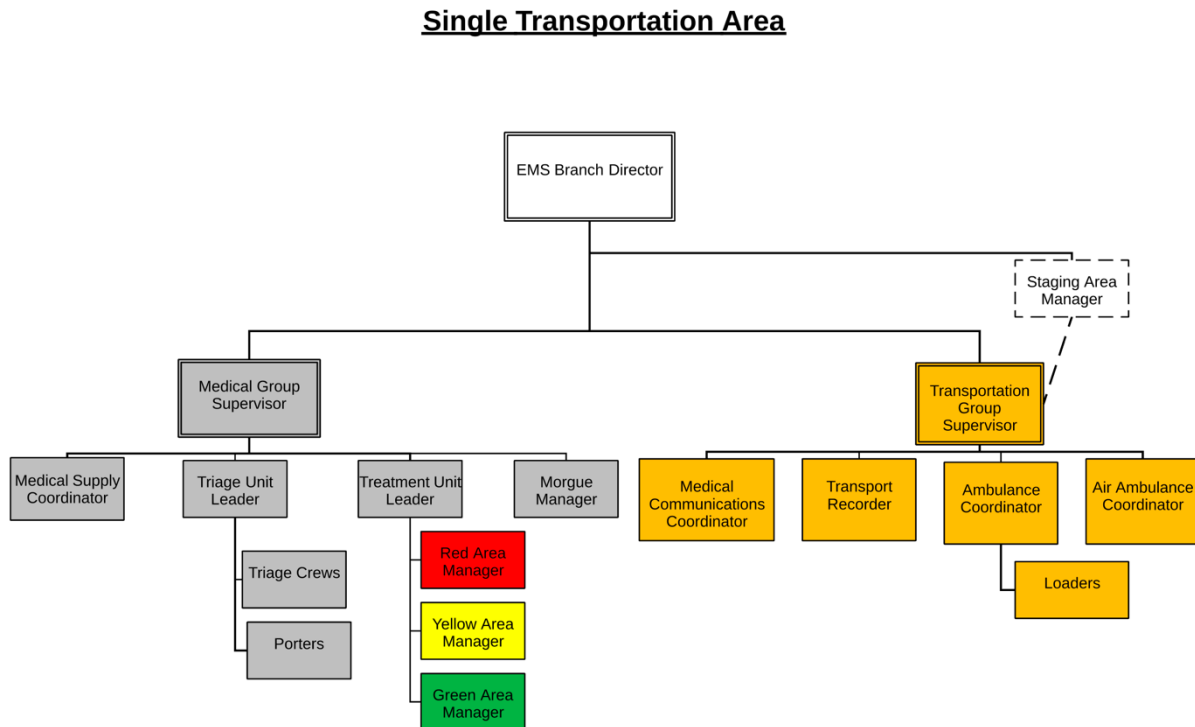 Single Transportation Area
EMS Branch Director
Staging Area
Manager
Medical Group
Supervisor
Transportation
Group
Supervisor
Medical Supply
Coordinator
Triage Unit
Leader
Treatment Unit
Leader
Morgue
Manager
Medical
Communications
Coordinator
Transport
Recorder
Ambulance
Coordinator
Air Ambulance
Coordinator
Triage Crews
Porters
Red Area
Manager
Yellow Area
Manager
Green Area
Manager
Loaders